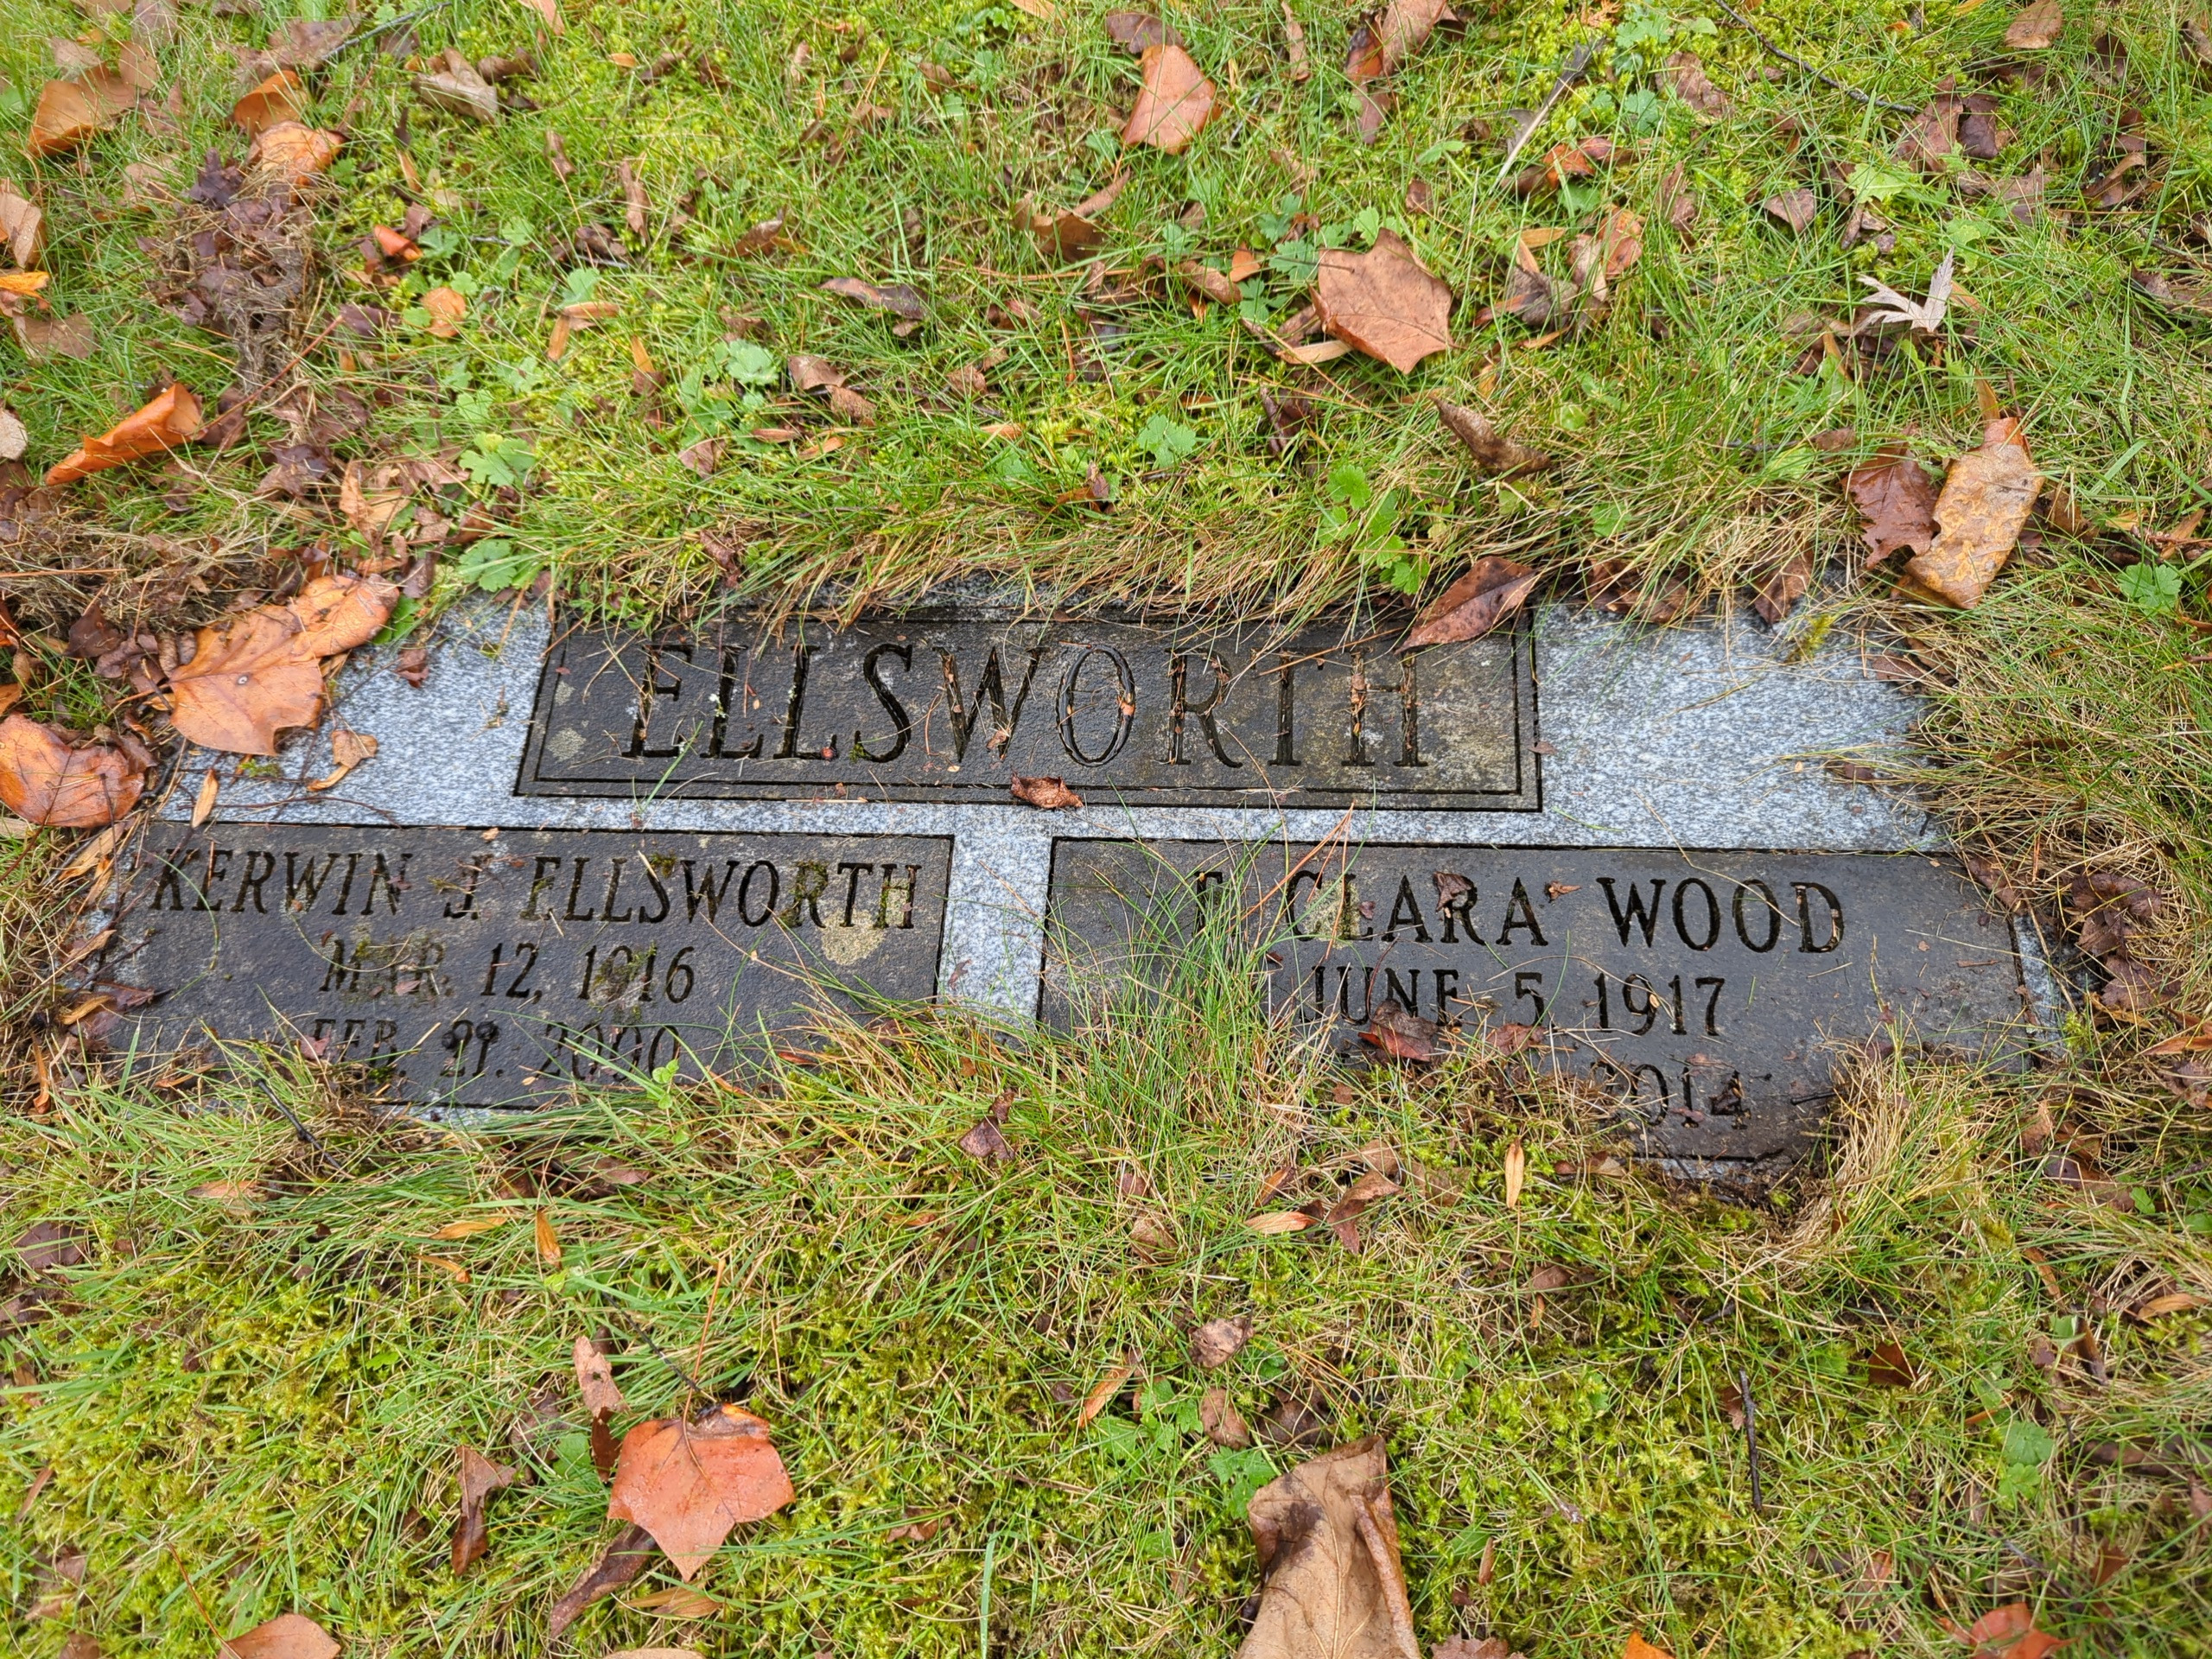 ELLSWORTH
KERWIN J. ELLSWORTH
MAR. 12, 1916
FEB. 21, 2000
CLARA WOOD
JUNE 5, 1917
2014